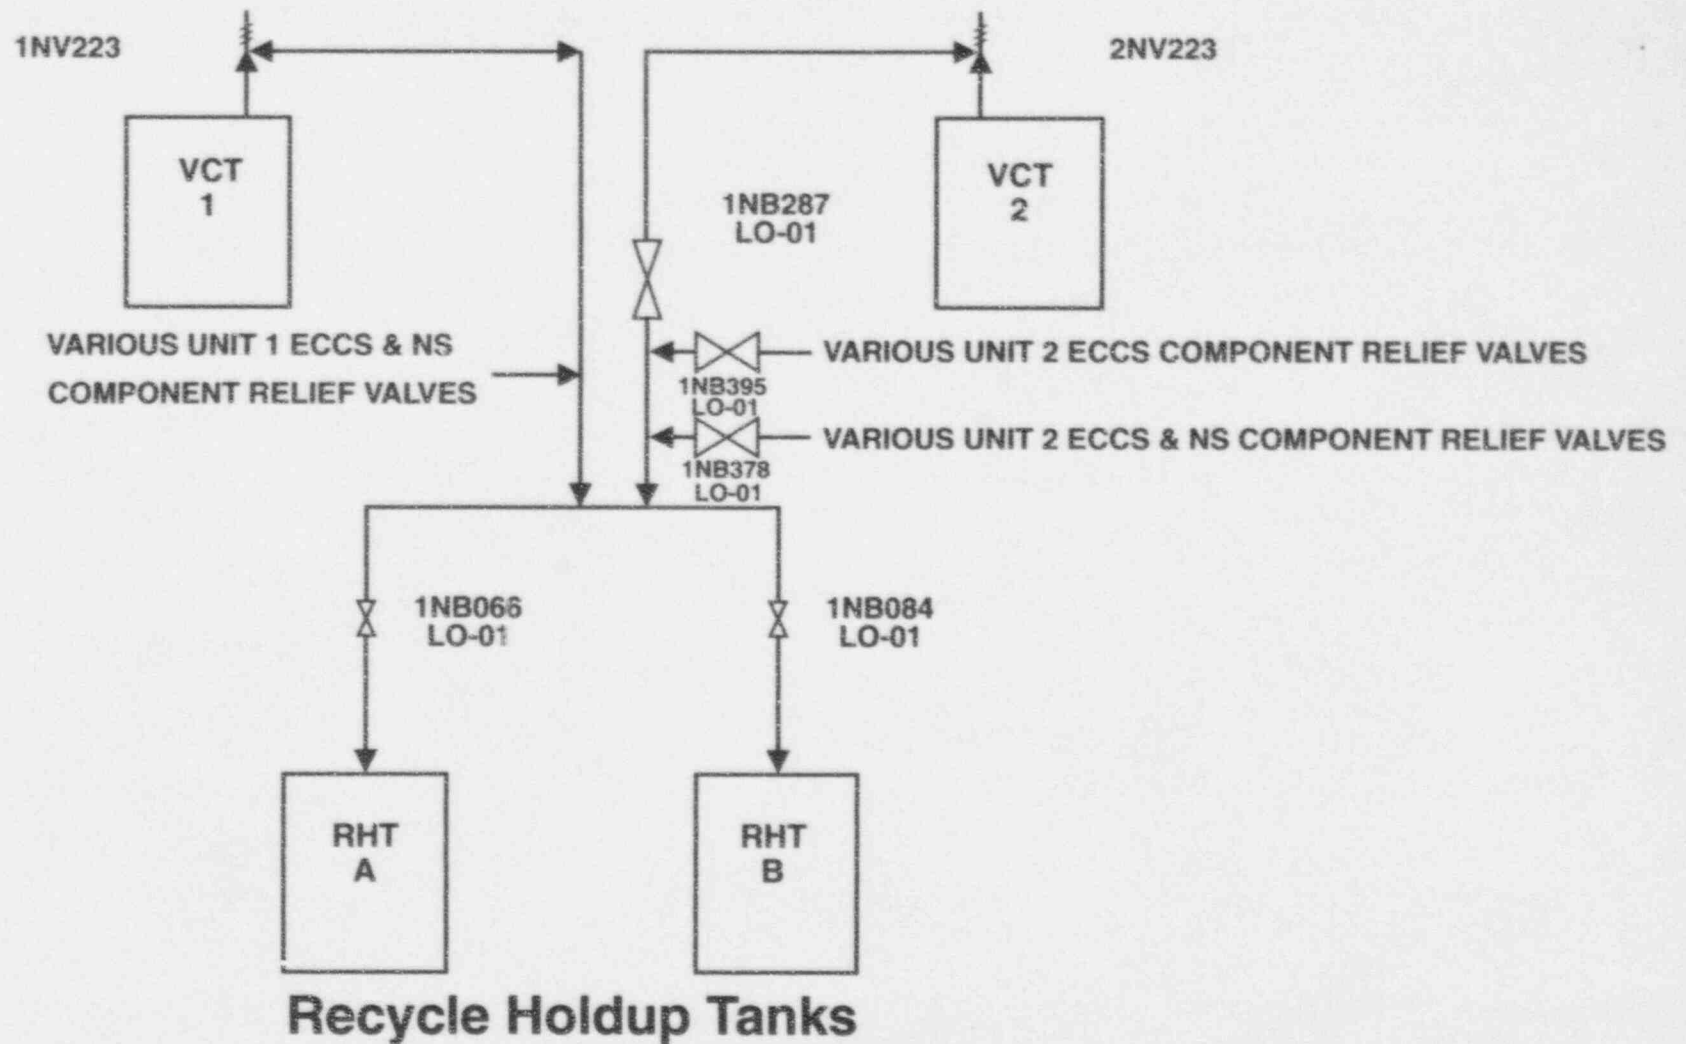 1NV223
2NV223
VCT
1
VCT
2
1NB287
LO-01
VARIOUS UNIT 1 ECCS & NS
COMPONENT RELIEF VALVES
VARIOUS UNIT 2 ECCS COMPONENT RELIEF VALVES
1NB395
LO-01
VARIOUS UNIT 2 ECCS & NS COMPONENT RELIEF VALVES
1NB378
LO-01
1NB066
LO-01
1NB084
LO-01
RHT
A
RHT
B
Recycle Holdup Tanks